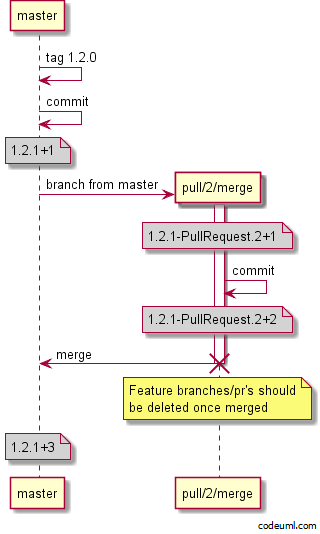 master
tag 1.2.0
commit
1.2.1+1
branch from master
pull/2/merge
1.2.1-PullRequest.2+1
commit
1.2.1-PullRequest.2+2
merge
Feature branches/pr's should
be deleted once merged
1.2.1+3
master
pull/2/merge
codeuml.com